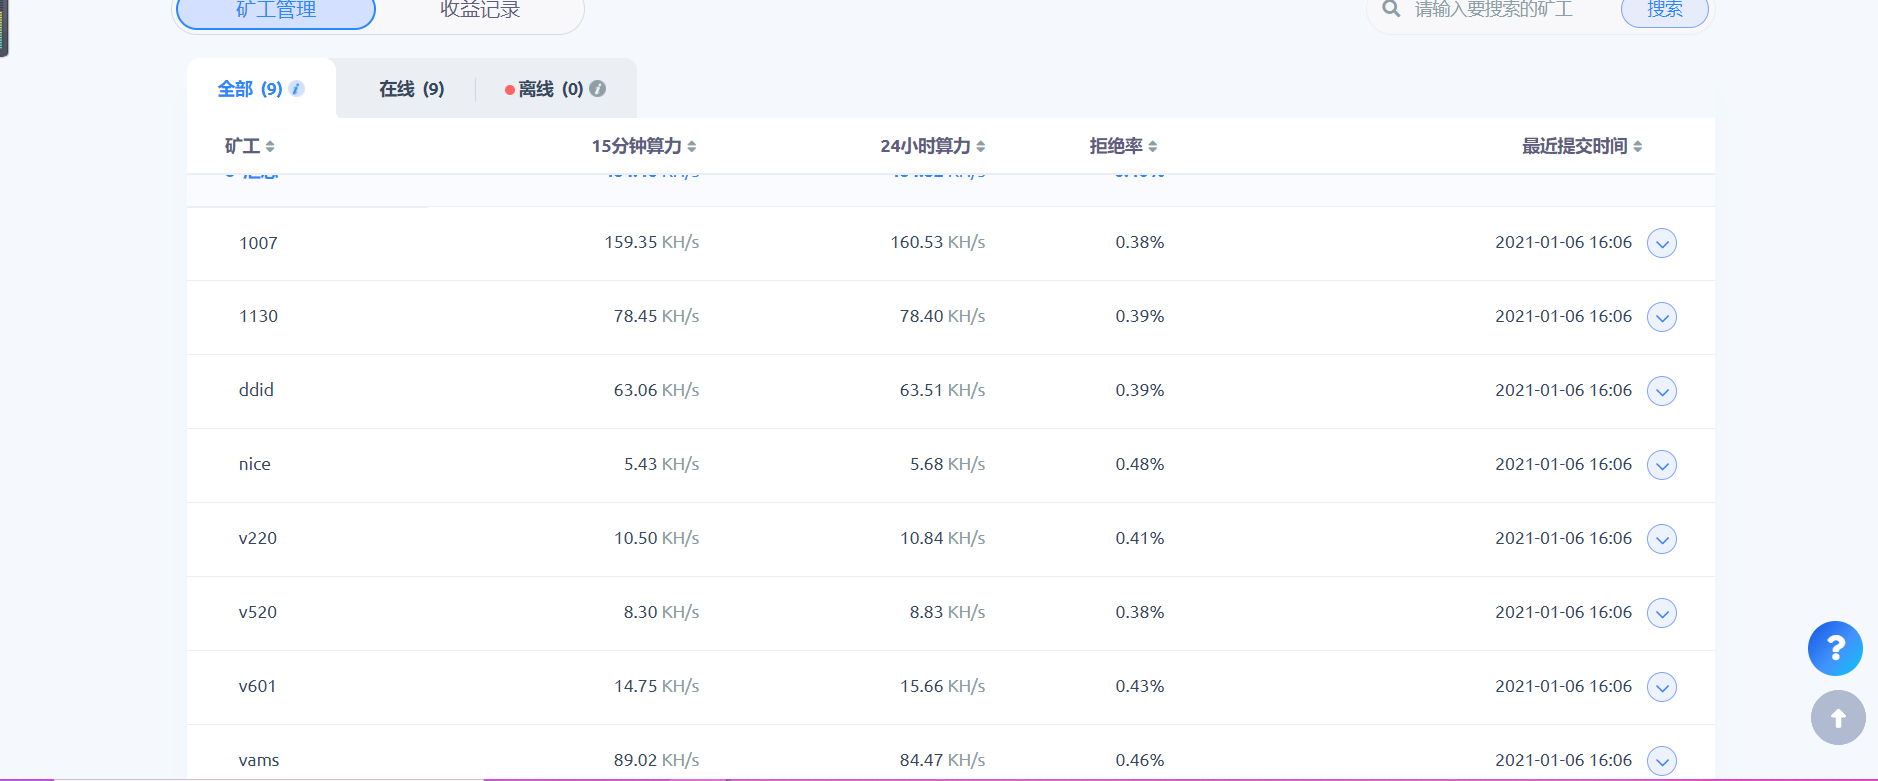 矿工管理 收益记录 请输入要搜索的矿工 搜索
全部 (9) 在线 (9) 离线 (0)
矿工 15分钟算力 24小时算力 拒绝率 最近提交时间
1007 159.35 KH/s 160.53 KH/s 0.38% 2021-01-06 16:06
1130 78.45 KH/s 78.40 KH/s 0.39% 2021-01-06 16:06
ddid 63.06 KH/s 63.51 KH/s 0.39% 2021-01-06 16:06
nice 5.43 KH/s 5.68 KH/s 0.48% 2021-01-06 16:06
v220 10.50 KH/s 10.84 KH/s 0.41% 2021-01-06 16:06
v520 8.30 KH/s 8.83 KH/s 0.38% 2021-01-06 16:06
v601 14.75 KH/s 15.66 KH/s 0.43% 2021-01-06 16:06
vams 89.02 KH/s 84.47 KH/s 0.46% 2021-01-06 16:06